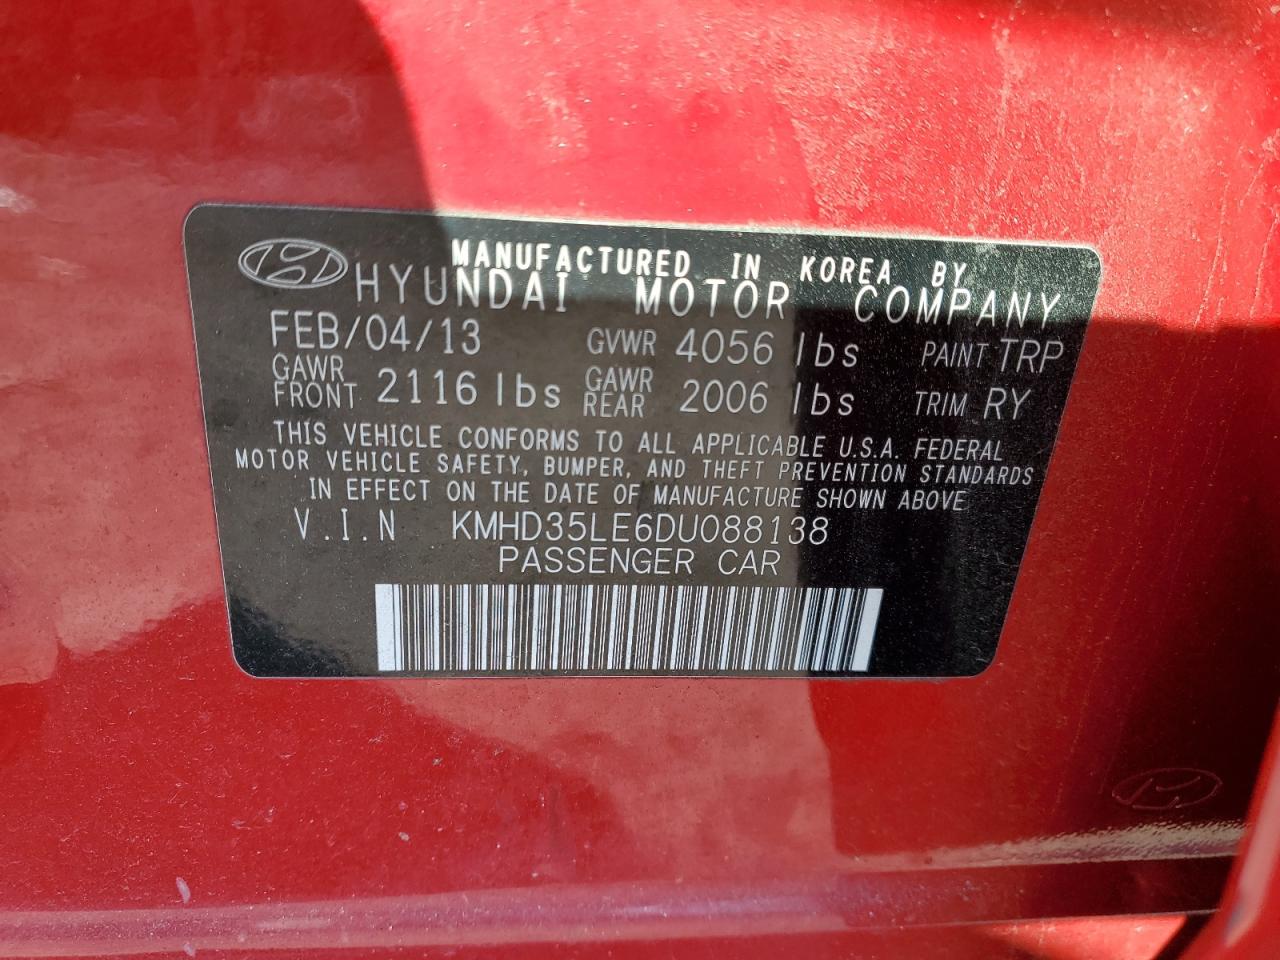 MANUFACTURED IN KOREA BY
HYUNDAI MOTOR COMPANY
FEB/04/13 GVWR 4056 lbs PAINT TRP
GAWR FRONT 2116 lbs GAWR REAR 2006 lbs TRIM RY
THIS VEHICLE CONFORMS TO ALL APPLICABLE U.S.A. FEDERAL
MOTOR VEHICLE SAFETY, BUMPER, AND THEFT PREVENTION STANDARDS
IN EFFECT ON THE DATE OF MANUFACTURE SHOWN ABOVE
V.I.N KMHD35LE6DU088138
PASSENGER CAR